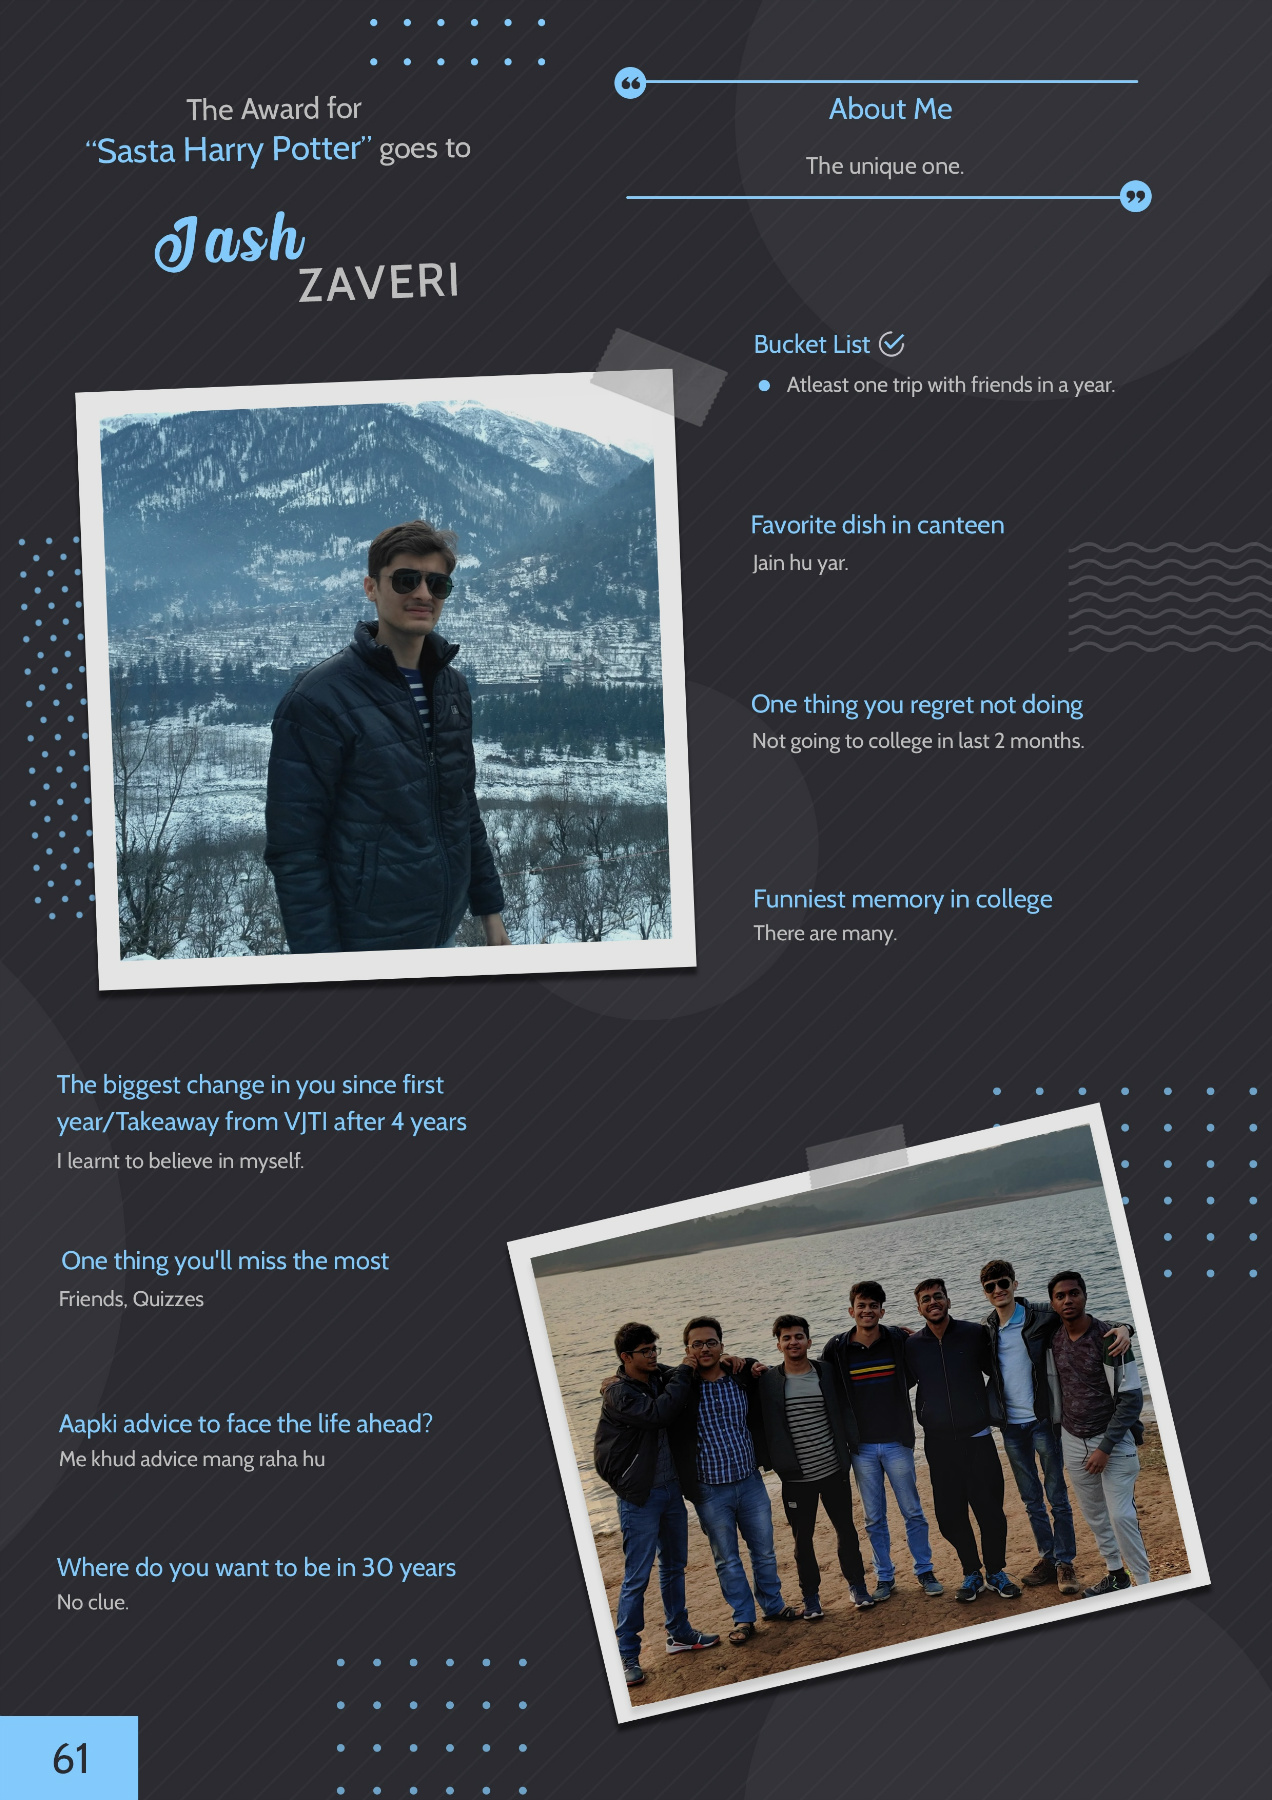 The Award for
“Sasta Harry Potter” goes to
Jash
ZAVERI
About Me
The unique one.
Bucket List
Atleast one trip with friends in a year.
Favorite dish in canteen
Jain hu yar.
One thing you regret not doing
Not going to college in last 2 months.
Funniest memory in college
There are many.
The biggest change in you since first
year/Takeaway from VJTI after 4 years
I learnt to believe in myself.
One thing you'll miss the most
Friends, Quizzes
Aapki advice to face the life ahead?
Me khud advice mang raha hu
Where do you want to be in 30 years
No clue.
61